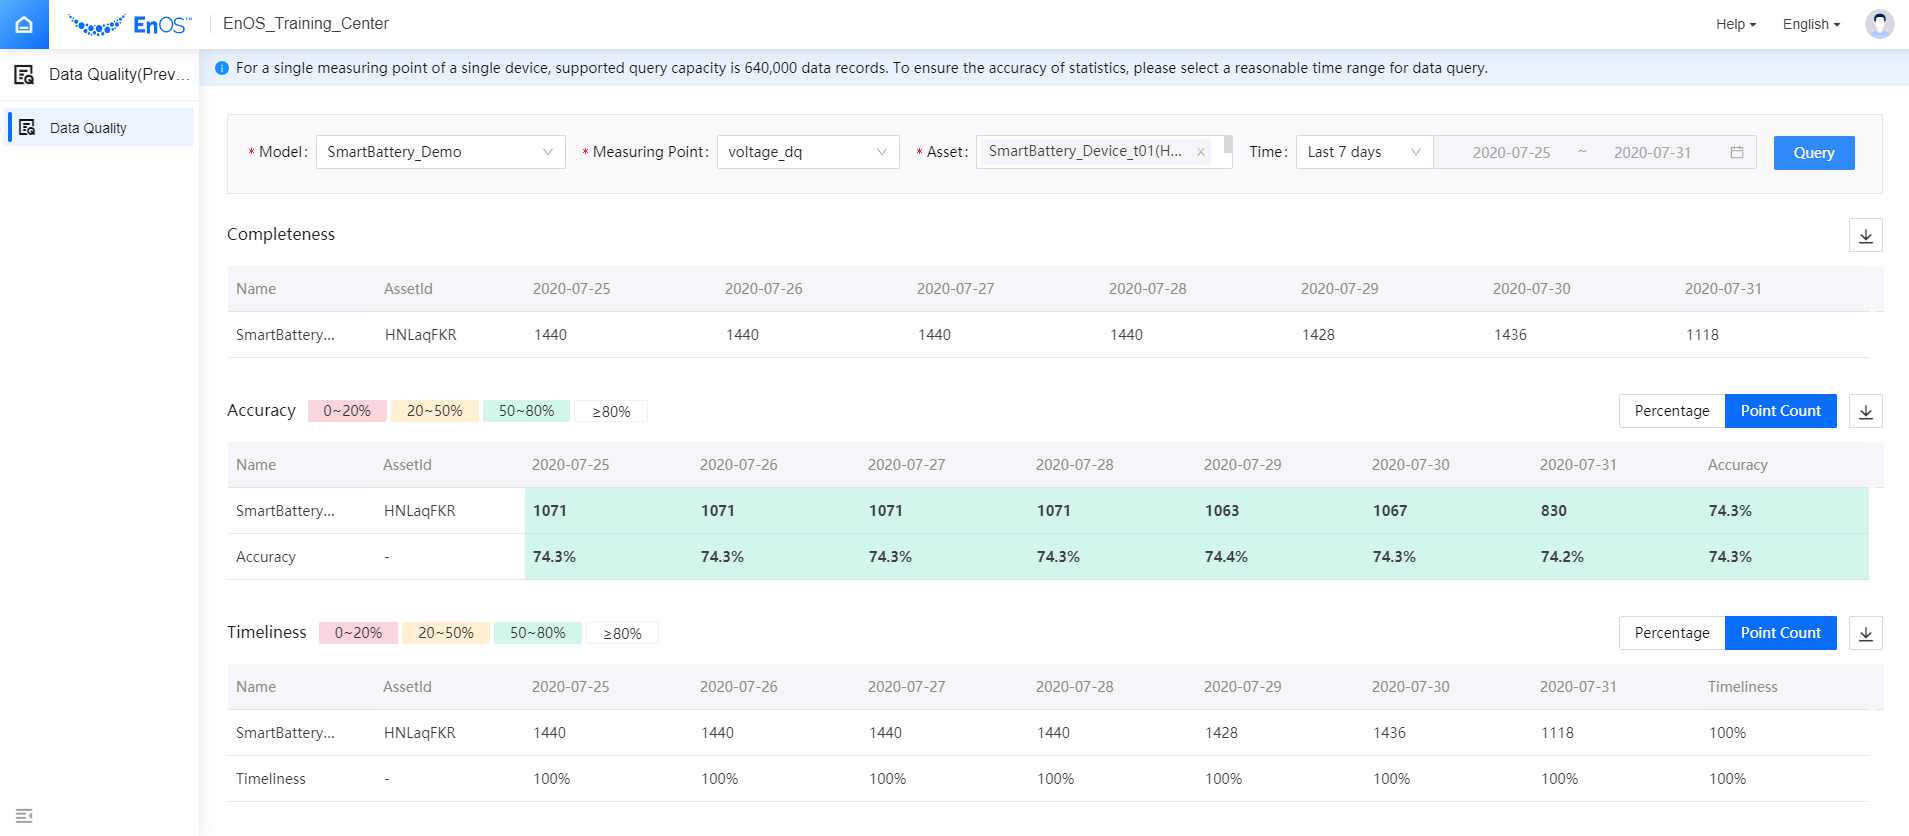 EnOS™ EnOS_Training_Center Help English
Data Quality(Prev...
For a single measuring point of a single device, supported query capacity is 640,000 data records. To ensure the accuracy of statistics, please select a reasonable time range for data query.
Data Quality
* Model: SmartBattery_Demo * Measuring Point: voltage_dq * Asset: SmartBattery_Device_t01(H... × Time: Last 7 days 2020-07-25 ~ 2020-07-31 Query
Completeness
Name AssetId 2020-07-25 2020-07-26 2020-07-27 2020-07-28 2020-07-29 2020-07-30 2020-07-31
SmartBattery... HNLaqFKR 1440 1440 1440 1440 1428 1436 1118
Accuracy 0~20% 20~50% 50~80% ≥80% Percentage Point Count
Name AssetId 2020-07-25 2020-07-26 2020-07-27 2020-07-28 2020-07-29 2020-07-30 2020-07-31 Accuracy
SmartBattery... HNLaqFKR 1071 1071 1071 1071 1063 1067 830 74.3%
Accuracy - 74.3% 74.3% 74.3% 74.3% 74.4% 74.3% 74.2% 74.3%
Timeliness 0~20% 20~50% 50~80% ≥80% Percentage Point Count
Name AssetId 2020-07-25 2020-07-26 2020-07-27 2020-07-28 2020-07-29 2020-07-30 2020-07-31 Timeliness
SmartBattery... HNLaqFKR 1440 1440 1440 1440 1428 1436 1118 100%
Timeliness - 100% 100% 100% 100% 100% 100% 100% 100%